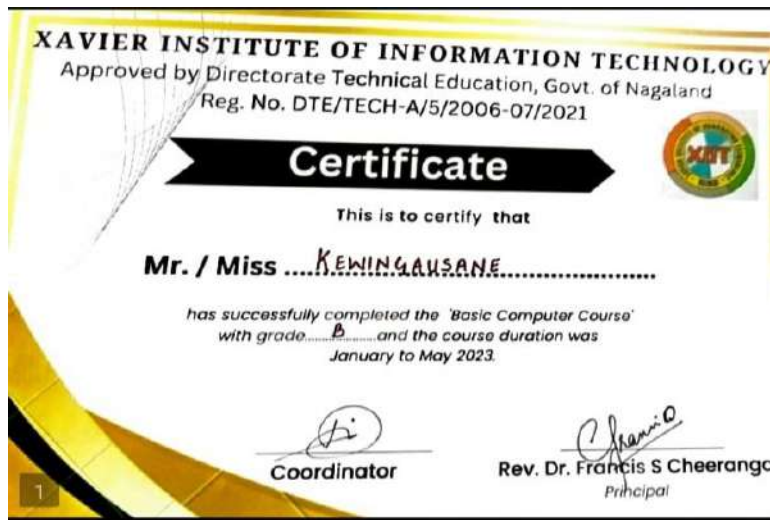 XAVIER INSTITUTE OF INFORMATION TECHNOLOGY
Approved by Directorate Technical Education, Govt. of Nagaland
Reg. No. DTE/TECH-A/5/2006-07/2021
XIIT
Certificate
This is to certify that
Mr. / Miss ....KEWINGAUSANE......................
has successfully completed the 'Basic Computer Course'
with grade........B........and the course duration was
January to May 2023.
Coordinator
Rev. Dr. Francis S Cheeranga
Principal
1